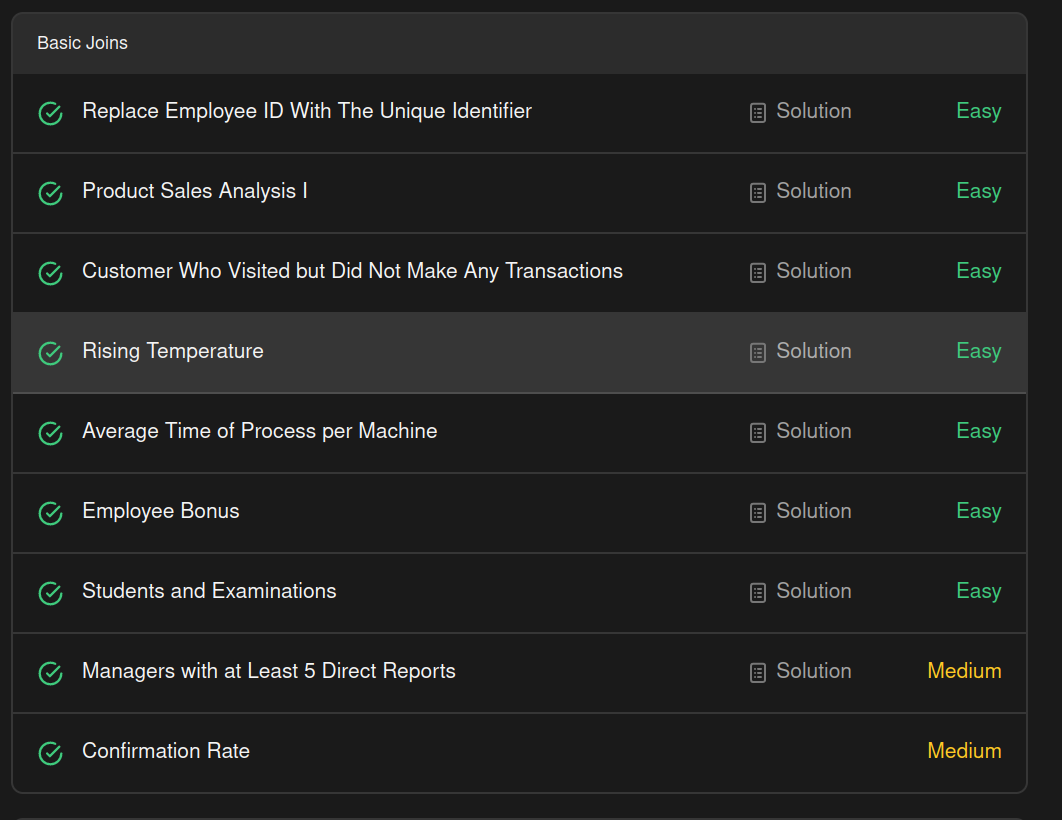 Basic Joins
Replace Employee ID With The Unique Identifier Solution Easy
Product Sales Analysis I Solution Easy
Customer Who Visited but Did Not Make Any Transactions Solution Easy
Rising Temperature Solution Easy
Average Time of Process per Machine Solution Easy
Employee Bonus Solution Easy
Students and Examinations Solution Easy
Managers with at Least 5 Direct Reports Solution Medium
Confirmation Rate Medium